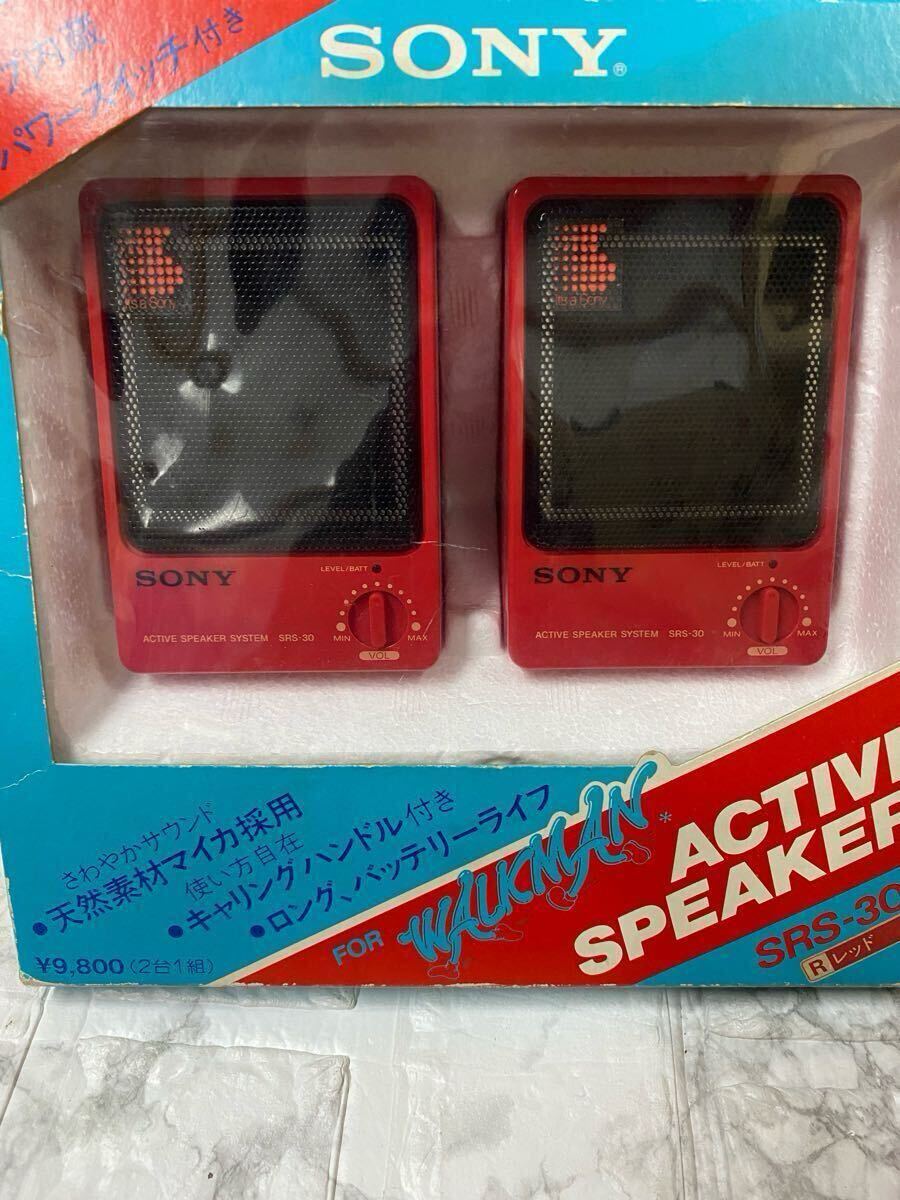 内蔵
パワースイッチ付き
SONY®
It's a Sony
It's a Sony
SONY
LEVEL/BATT
ACTIVE SPEAKER SYSTEM SRS-30
MIN
MAX
VOL
SONY
LEVEL/BATT
ACTIVE SPEAKER SYSTEM SRS-30
MIN
MAX
VOL
さわやかサウンド
•天然素材マイカ採用
使い方自在
•キャリングハンドル付き
•ロング、バッテリーライフ
¥9,800(2台1組)
FOR WALKMAN*
ACTIVE
SPEAKER
SRS-30
R レッド